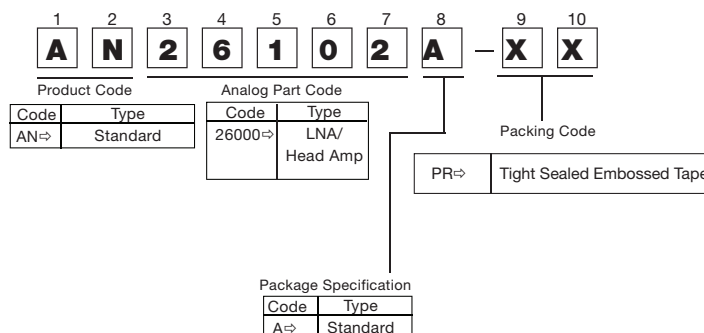 1 2 3 4 5 6 7 8 9 10
A N 2 6 1 0 2 A – X X
Product Code
Analog Part Code
Code Type
AN⇨ Standard
Code Type
26000⇨ LNA/
Head Amp
Packing Code
PR⇨ Tight Sealed Embossed Tape
Package Specification
Code Type
A⇨ Standard